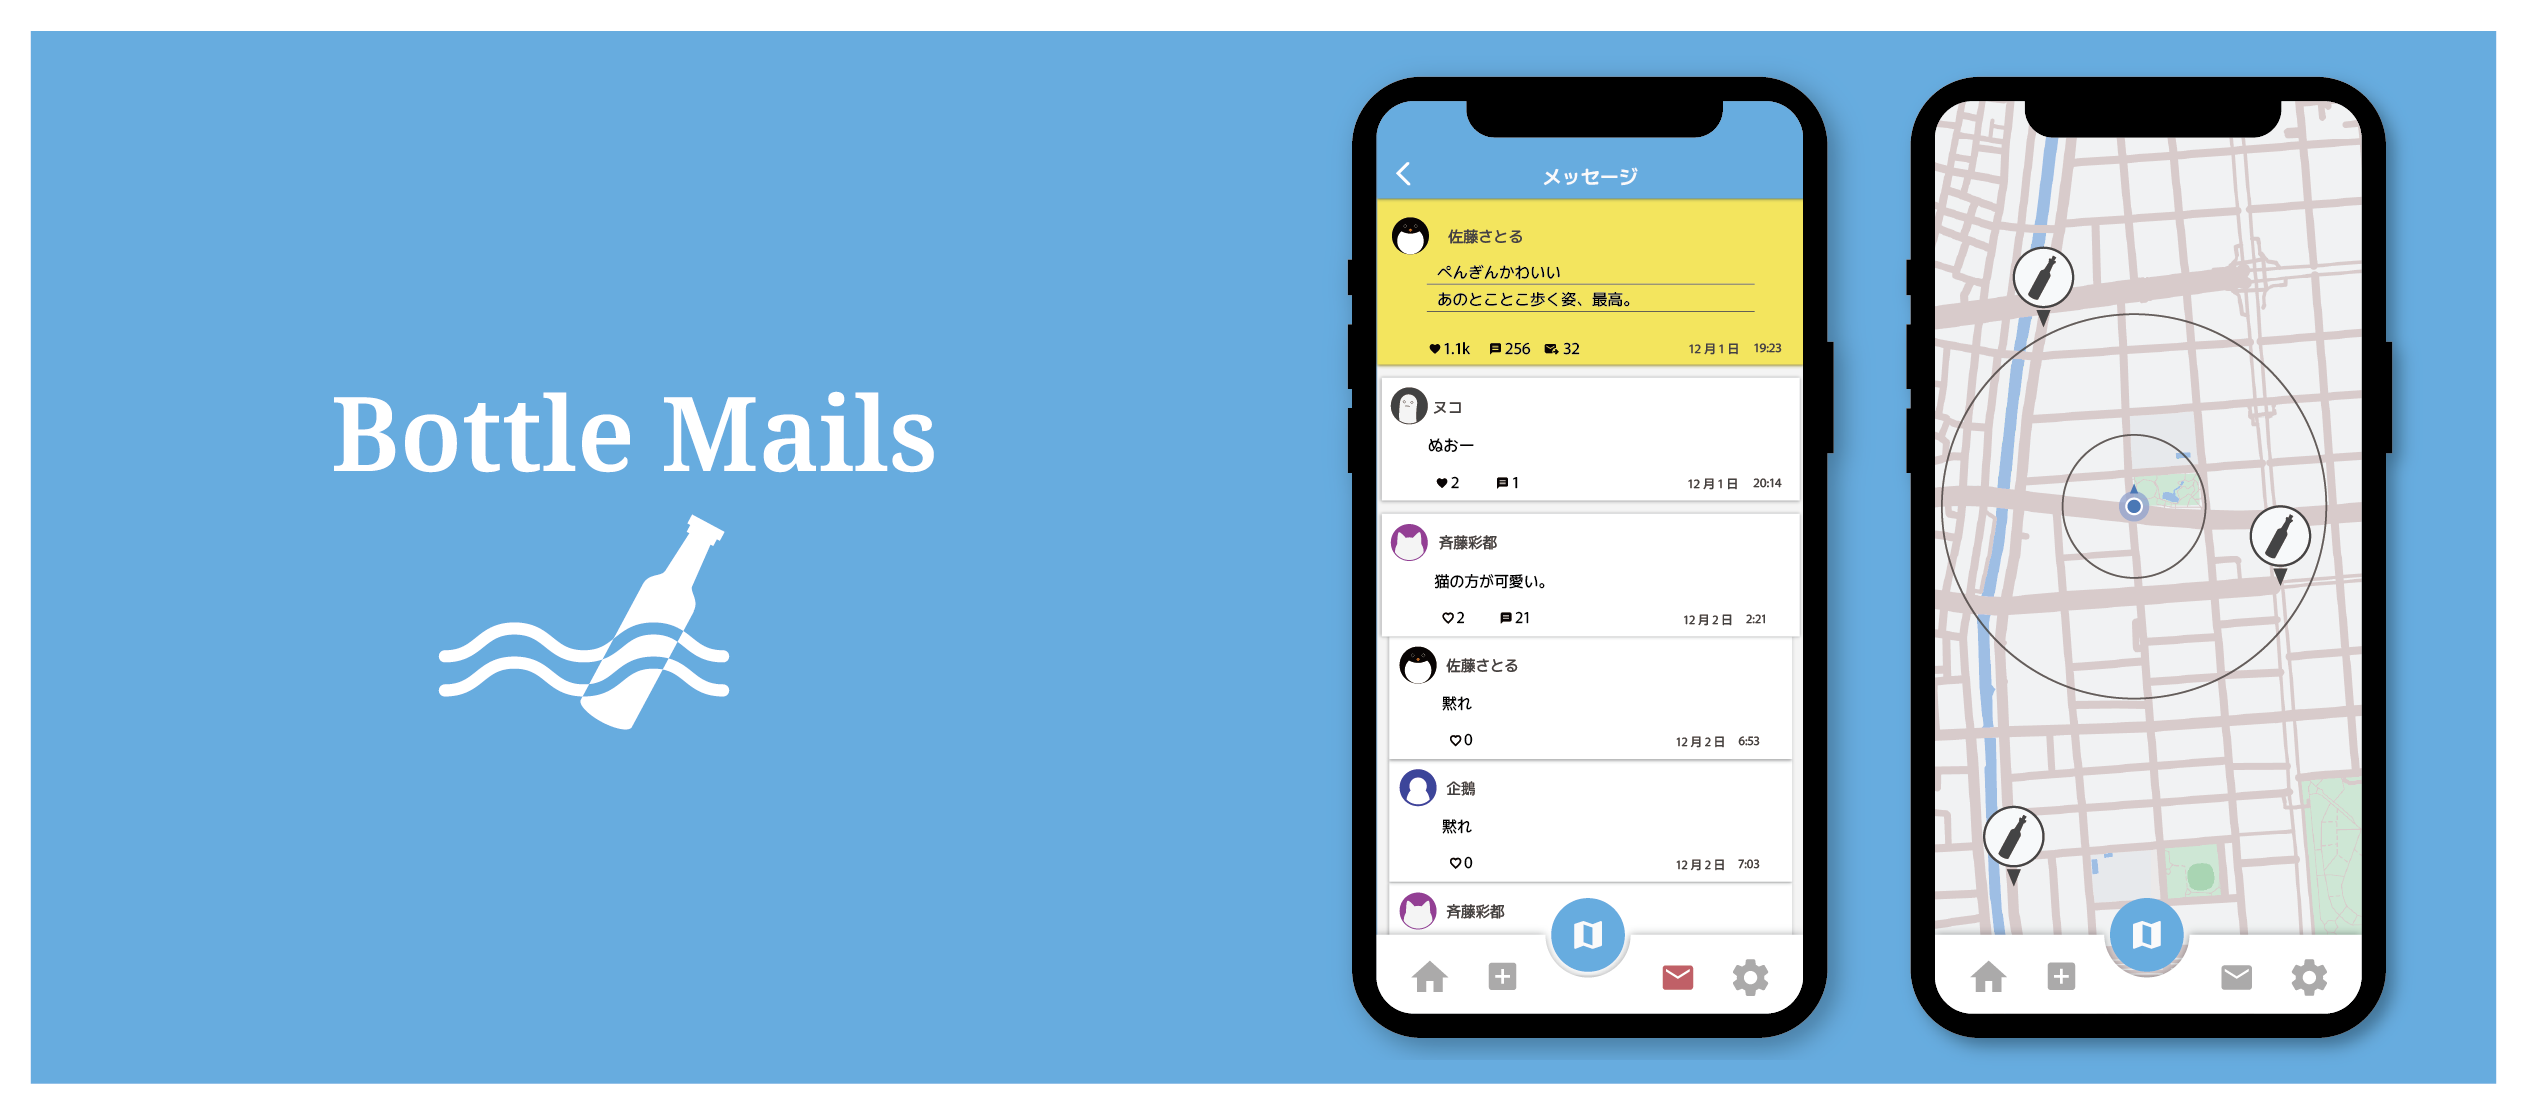 Bottle Mails
メッセージ
佐藤さとる
ぺんぎんかわいい
あのとことこ歩く姿、最高。
1.1k 256 32 12月1日 19:23
ヌコ
ぬおー
2 1 12月1日 20:14
斉藤彩都
猫の方が可愛い。
2 21 12月2日 2:21
佐藤さとる
黙れ
0 12月2日 6:53
企鵝
黙れ
0 12月2日 7:03
斉藤彩都